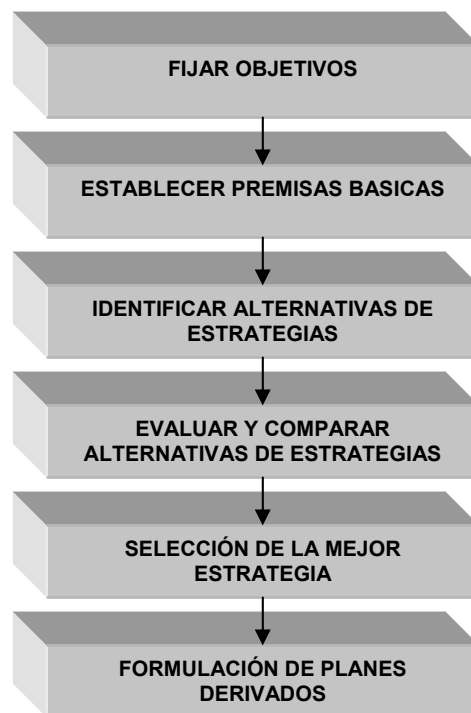 FIJAR OBJETIVOS
ESTABLECER PREMISAS BASICAS
IDENTIFICAR ALTERNATIVAS DE
ESTRATEGIAS
EVALUAR Y COMPARAR
ALTERNATIVAS DE ESTRATEGIAS
SELECCIÓN DE LA MEJOR
ESTRATEGIA
FORMULACIÓN DE PLANES
DERIVADOS